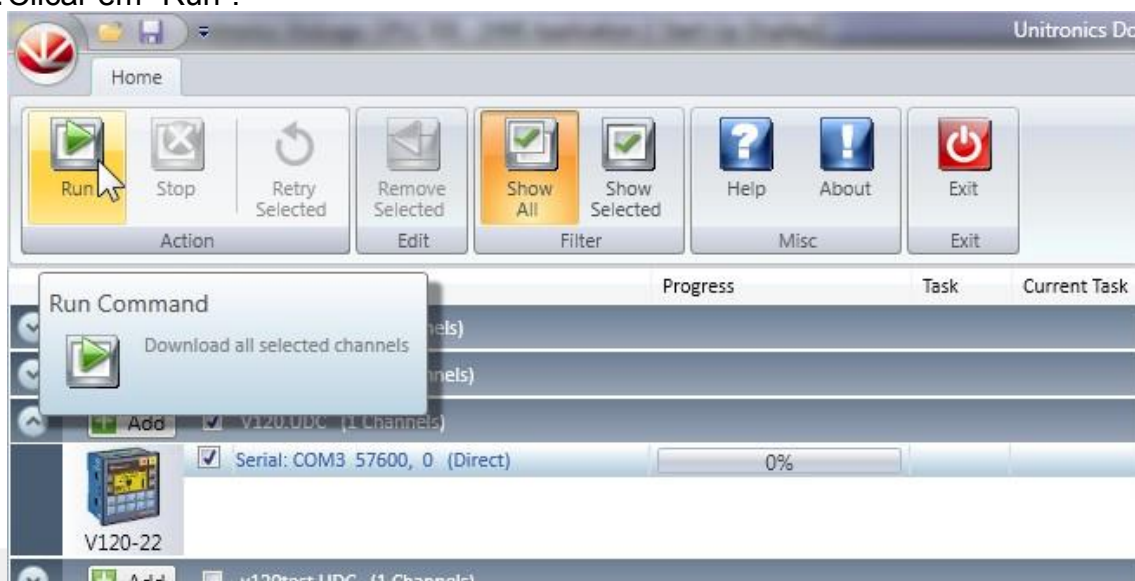 Clicar em "Run".
Unitronics Do
Home
Run
Stop
Retry Selected
Remove Selected
Show All
Show Selected
Help
About
Exit
Action
Edit
Filter
Misc
Exit
Progress
Task
Current Task
Run Command
Download all selected channels
Add
V120.UDC (1 Channels)
Serial: COM3 57600, 0 (Direct)
0%
V120-22
Add
v120test.UDC (1 Channels)